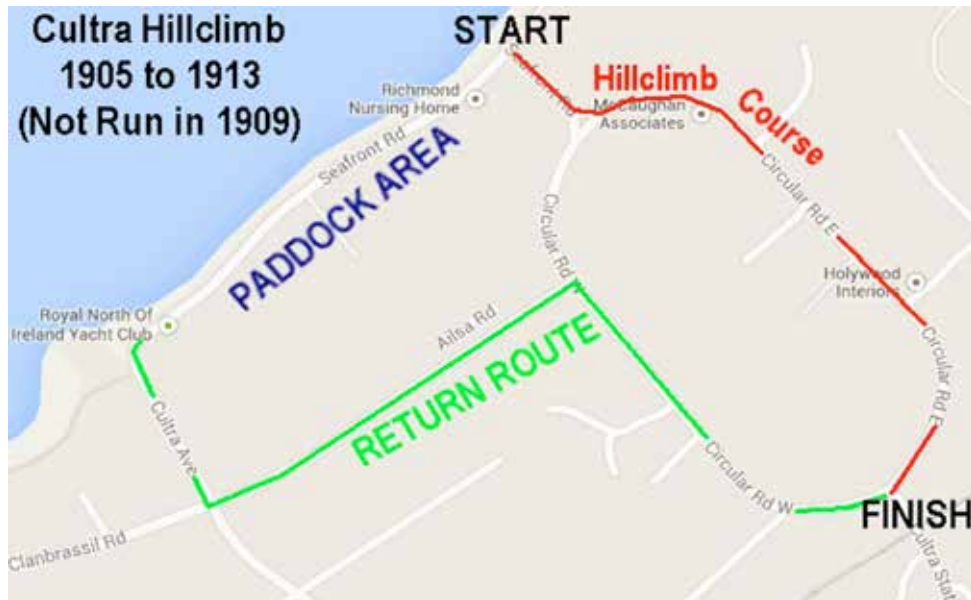 Cultra Hillclimb
1905 to 1913
(Not Run in 1909)
START
Hillclimb
Course
Richmond
Nursing Home
McCaughan
Associates
Seafront Rd
PADDOCK AREA
Circular Rd E
Circular Rd
Holywood
Interiors
Royal North Of
Ireland Yacht Club
Ailsa Rd
RETURN ROUTE
Circular Rd E
Cultra Ave
Circular Rd W
FINISH
Clanbrassil Rd